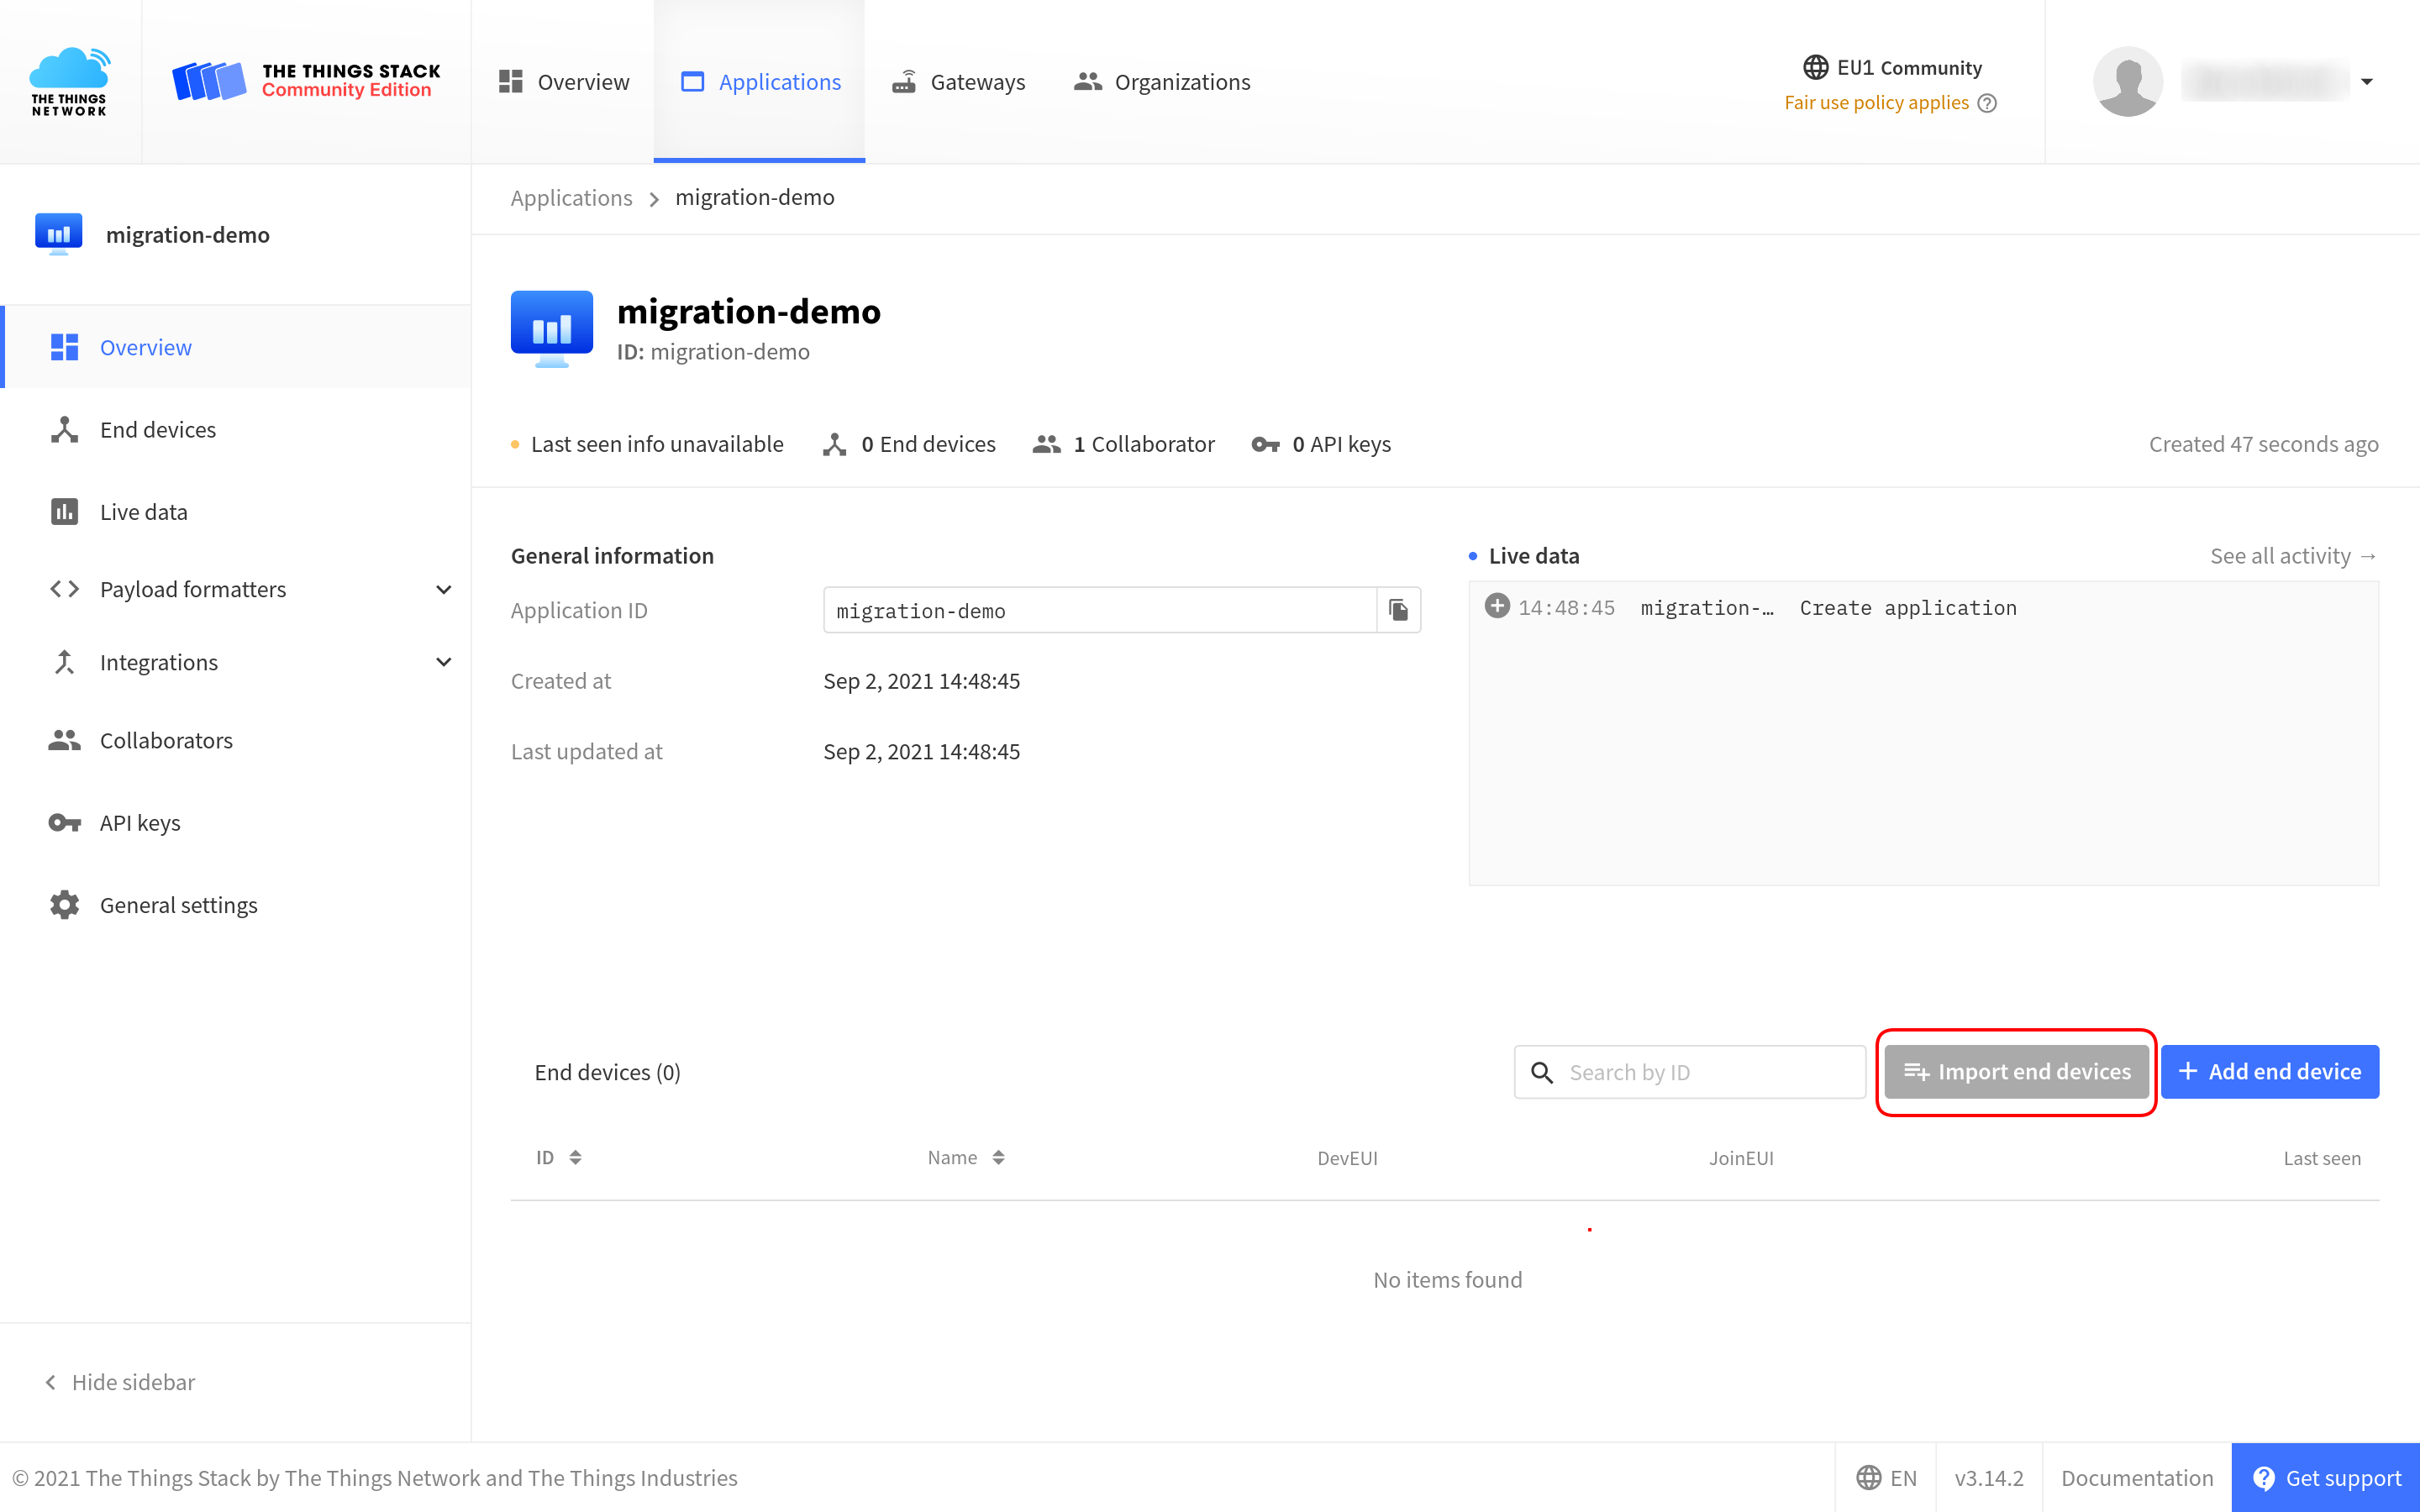 THE THINGS
NETWORK
THE THINGS STACK
Community Edition
Overview
Applications
Gateways
Organizations
EU1 Community
Fair use policy applies
migration-demo
Overview
End devices
Live data
Payload formatters
Integrations
Collaborators
API keys
General settings
Hide sidebar
Applications > migration-demo
migration-demo
ID: migration-demo
Last seen info unavailable 0 End devices 1 Collaborator 0 API keys Created 47 seconds ago
General information
Application ID migration-demo
Created at Sep 2, 2021 14:48:45
Last updated at Sep 2, 2021 14:48:45
Live data See all activity →
14:48:45 migration-… Create application
End devices (0) Search by ID Import end devices + Add end device
ID Name DevEUI JoinEUI Last seen
No items found
© 2021 The Things Stack by The Things Network and The Things Industries
EN v3.14.2 Documentation Get support